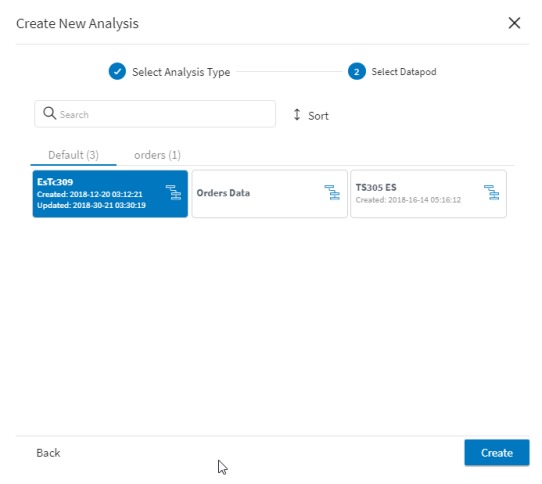 Create New Analysis
Select Analysis Type
2 Select Datapod
Search
Sort
Default (3) orders (1)
EsTc309
Created: 2018-12-20 03:12:21
Updated: 2018-30-21 03:30:19
Orders Data
TS305 ES
Created: 2018-16-14 05:16:12
Back
Create